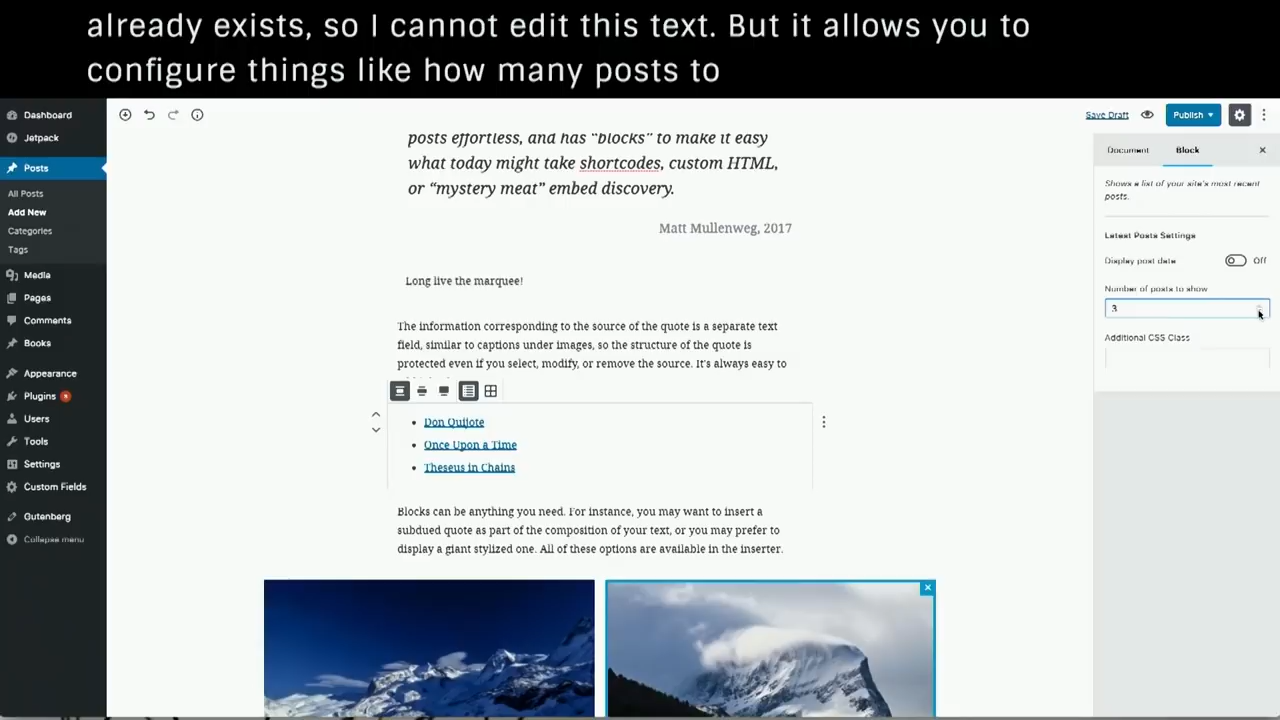 already exists, so I cannot edit this text. But it allows you to
configure things like how many posts to
Dashboard
Jetpack
Posts
All Posts
Add New
Categories
Tags
Media
Pages
Comments
Books
Appearance
Plugins
Users
Tools
Settings
Custom Fields
Gutenberg
Collapse menu
Save Draft
Publish
posts effortless, and has “blocks” to make it easy
what today might take shortcodes, custom HTML,
or “mystery meat” embed discovery.
Matt Mullenweg, 2017
Long live the marquee!
The information corresponding to the source of the quote is a separate text
field, similar to captions under images, so the structure of the quote is
protected even if you select, modify, or remove the source. It's always easy to
Don Quijote
Once Upon a Time
Theseus in Chains
Blocks can be anything you need. For instance, you may want to insert a
subdued quote as part of the composition of your text, or you may prefer to
display a giant stylized one. All of these options are available in the inserter.
Document
Block
Shows a list of your site's most recent
posts.
Latest Posts Settings
Display post date
Off
Number of posts to show
3
Additional CSS Class